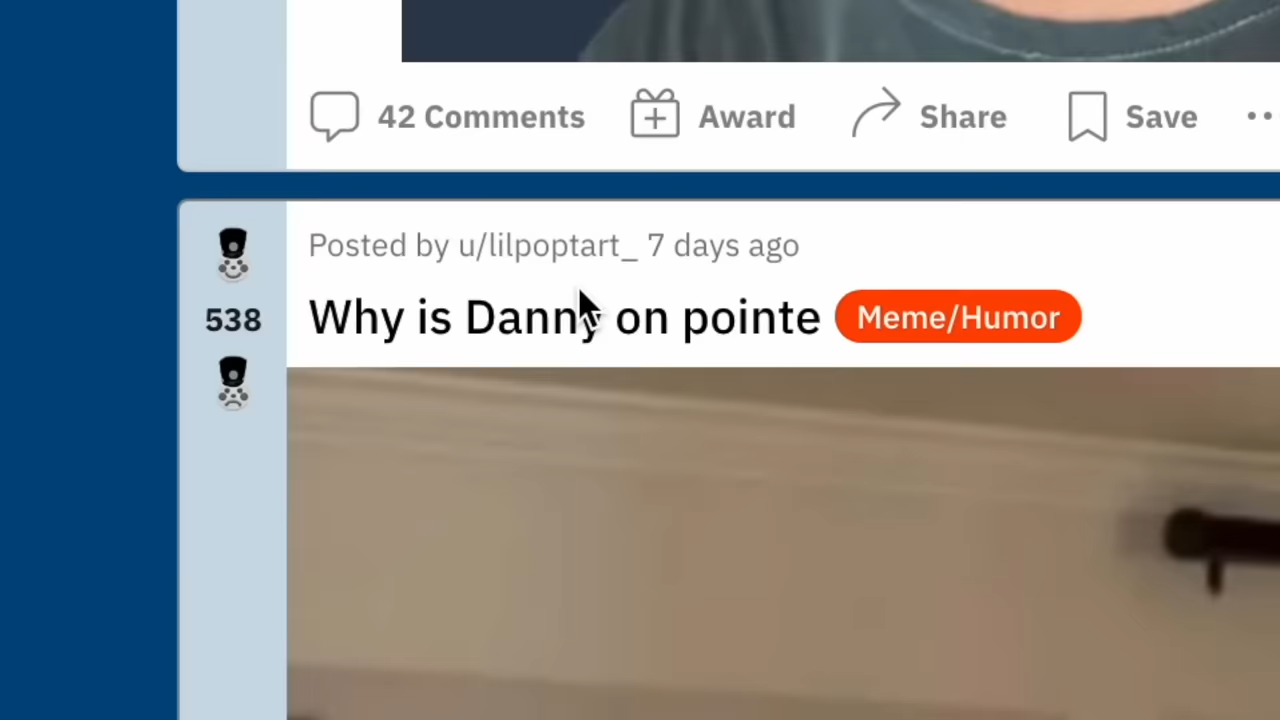 42 Comments Award Share Save
Posted by u/lilpoptart_ 7 days ago
538
Why is Danny on pointe Meme/Humor